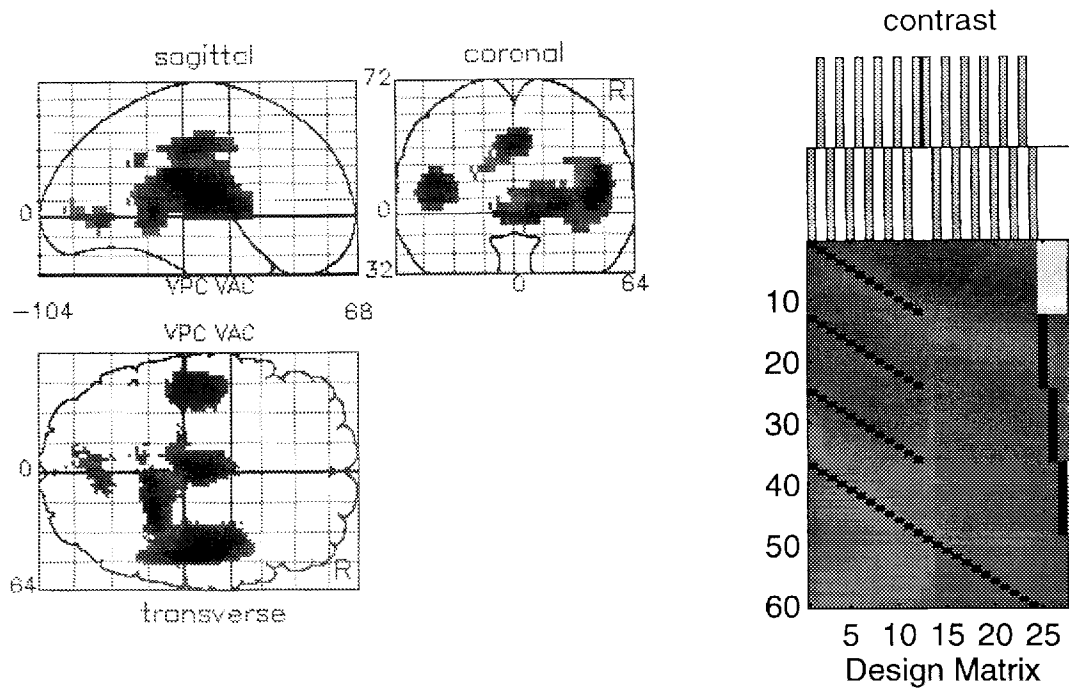 sagittal
coronal
72
R
0
0
32
VPC VAC
0
64
-104
68
VPC VAC
0
64
R
transverse
contrast
10
20
30
40
50
60
5 10 15 20 25
Design Matrix